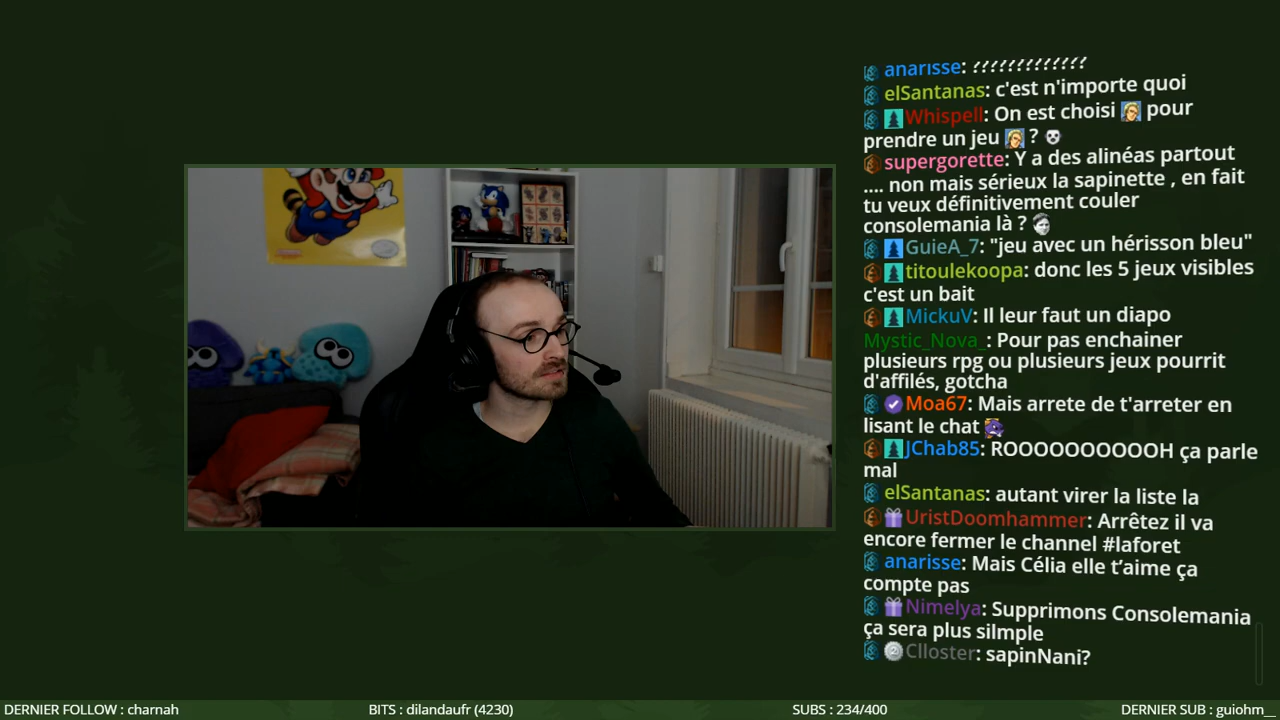 anarisse: ?????????????
elSantanas: c'est n'importe quoi
Whispell: On est choisi pour
prendre un jeu ?
supergorette: Y a des alinéas partout
.... non mais sérieux la sapinette , en fait
tu veux définitivement couler
consolemania là ?
GuieA_7: "jeu avec un hérisson bleu"
titoulekoopa: donc les 5 jeux visibles
c'est un bait
MickuV: Il leur faut un diapo
Mystic_Nova_: Pour pas enchainer
plusieurs rpg ou plusieurs jeux pourrit
d'affilés, gotcha
Moa67: Mais arrete de t'arreter en
lisant le chat
JChab85: ROOOOOOOOOOH ça parle
mal
elSantanas: autant virer la liste la
UristDoomhammer: Arrêtez il va
encore fermer le channel #laforet
anarisse: Mais Célia elle t’aime ça
compte pas
Nimelya: Supprimons Consolemania
ça sera plus silmple
Clloster: sapinNani?
DERNIER FOLLOW : charnah
BITS : dilandaufr (4230)
SUBS : 234/400
DERNIER SUB : guiohm__